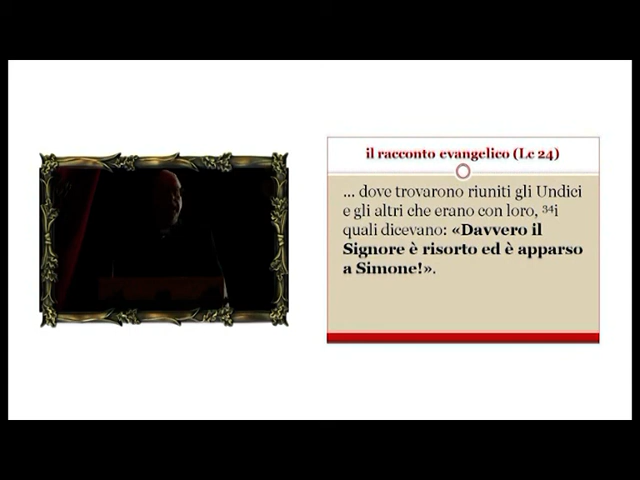 il racconto evangelico (Lc 24)
... dove trovarono riuniti gli Undici
e gli altri che erano con loro, ³⁴i
quali dicevano: «Davvero il
Signore è risorto ed è apparso
a Simone!».